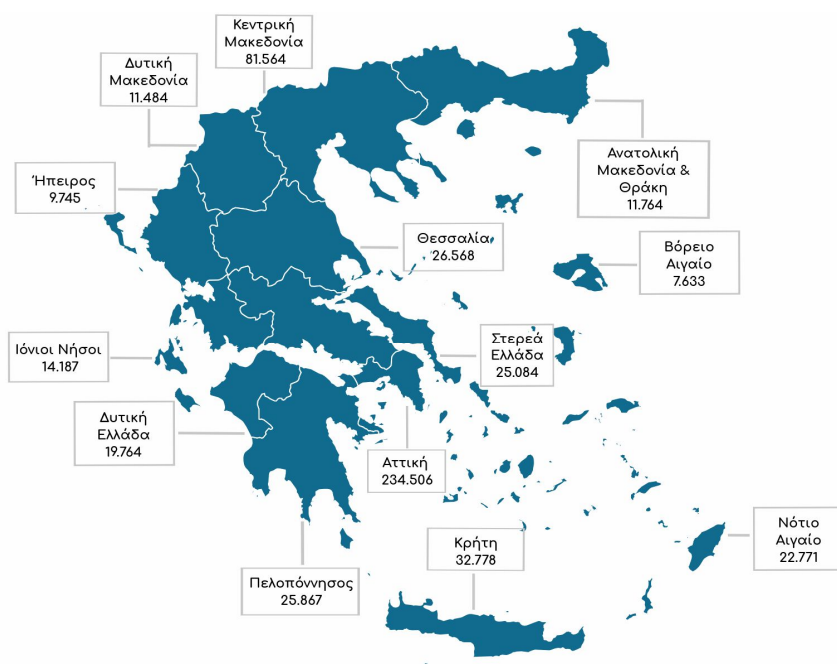 Κεντρική
Μακεδονία
81.564
Δυτική
Μακεδονία
11.484
Ήπειρος
9.745
Ανατολική
Μακεδονία &
Θράκη
11.764
Θεσσαλία
26.568
Βόρειο
Αιγαίο
7.633
Ιόνιοι Νήσοι
14.187
Στερεά
Ελλάδα
25.084
Δυτική
Ελλάδα
19.764
Αττική
234.506
Κρήτη
32.778
Νότιο
Αιγαίο
22.771
Πελοπόννησος
25.867